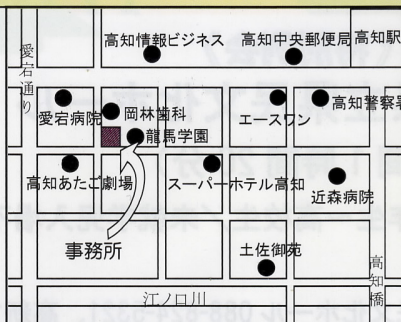 高知情報ビジネス
高知中央郵便局
高知駅
愛宕通り
愛宕病院
岡林歯科
龍馬学園
エースワン
高知警察署
高知あたご劇場
スーパーホテル高知
近森病院
事務所
土佐御苑
江ノ口川
高知橋